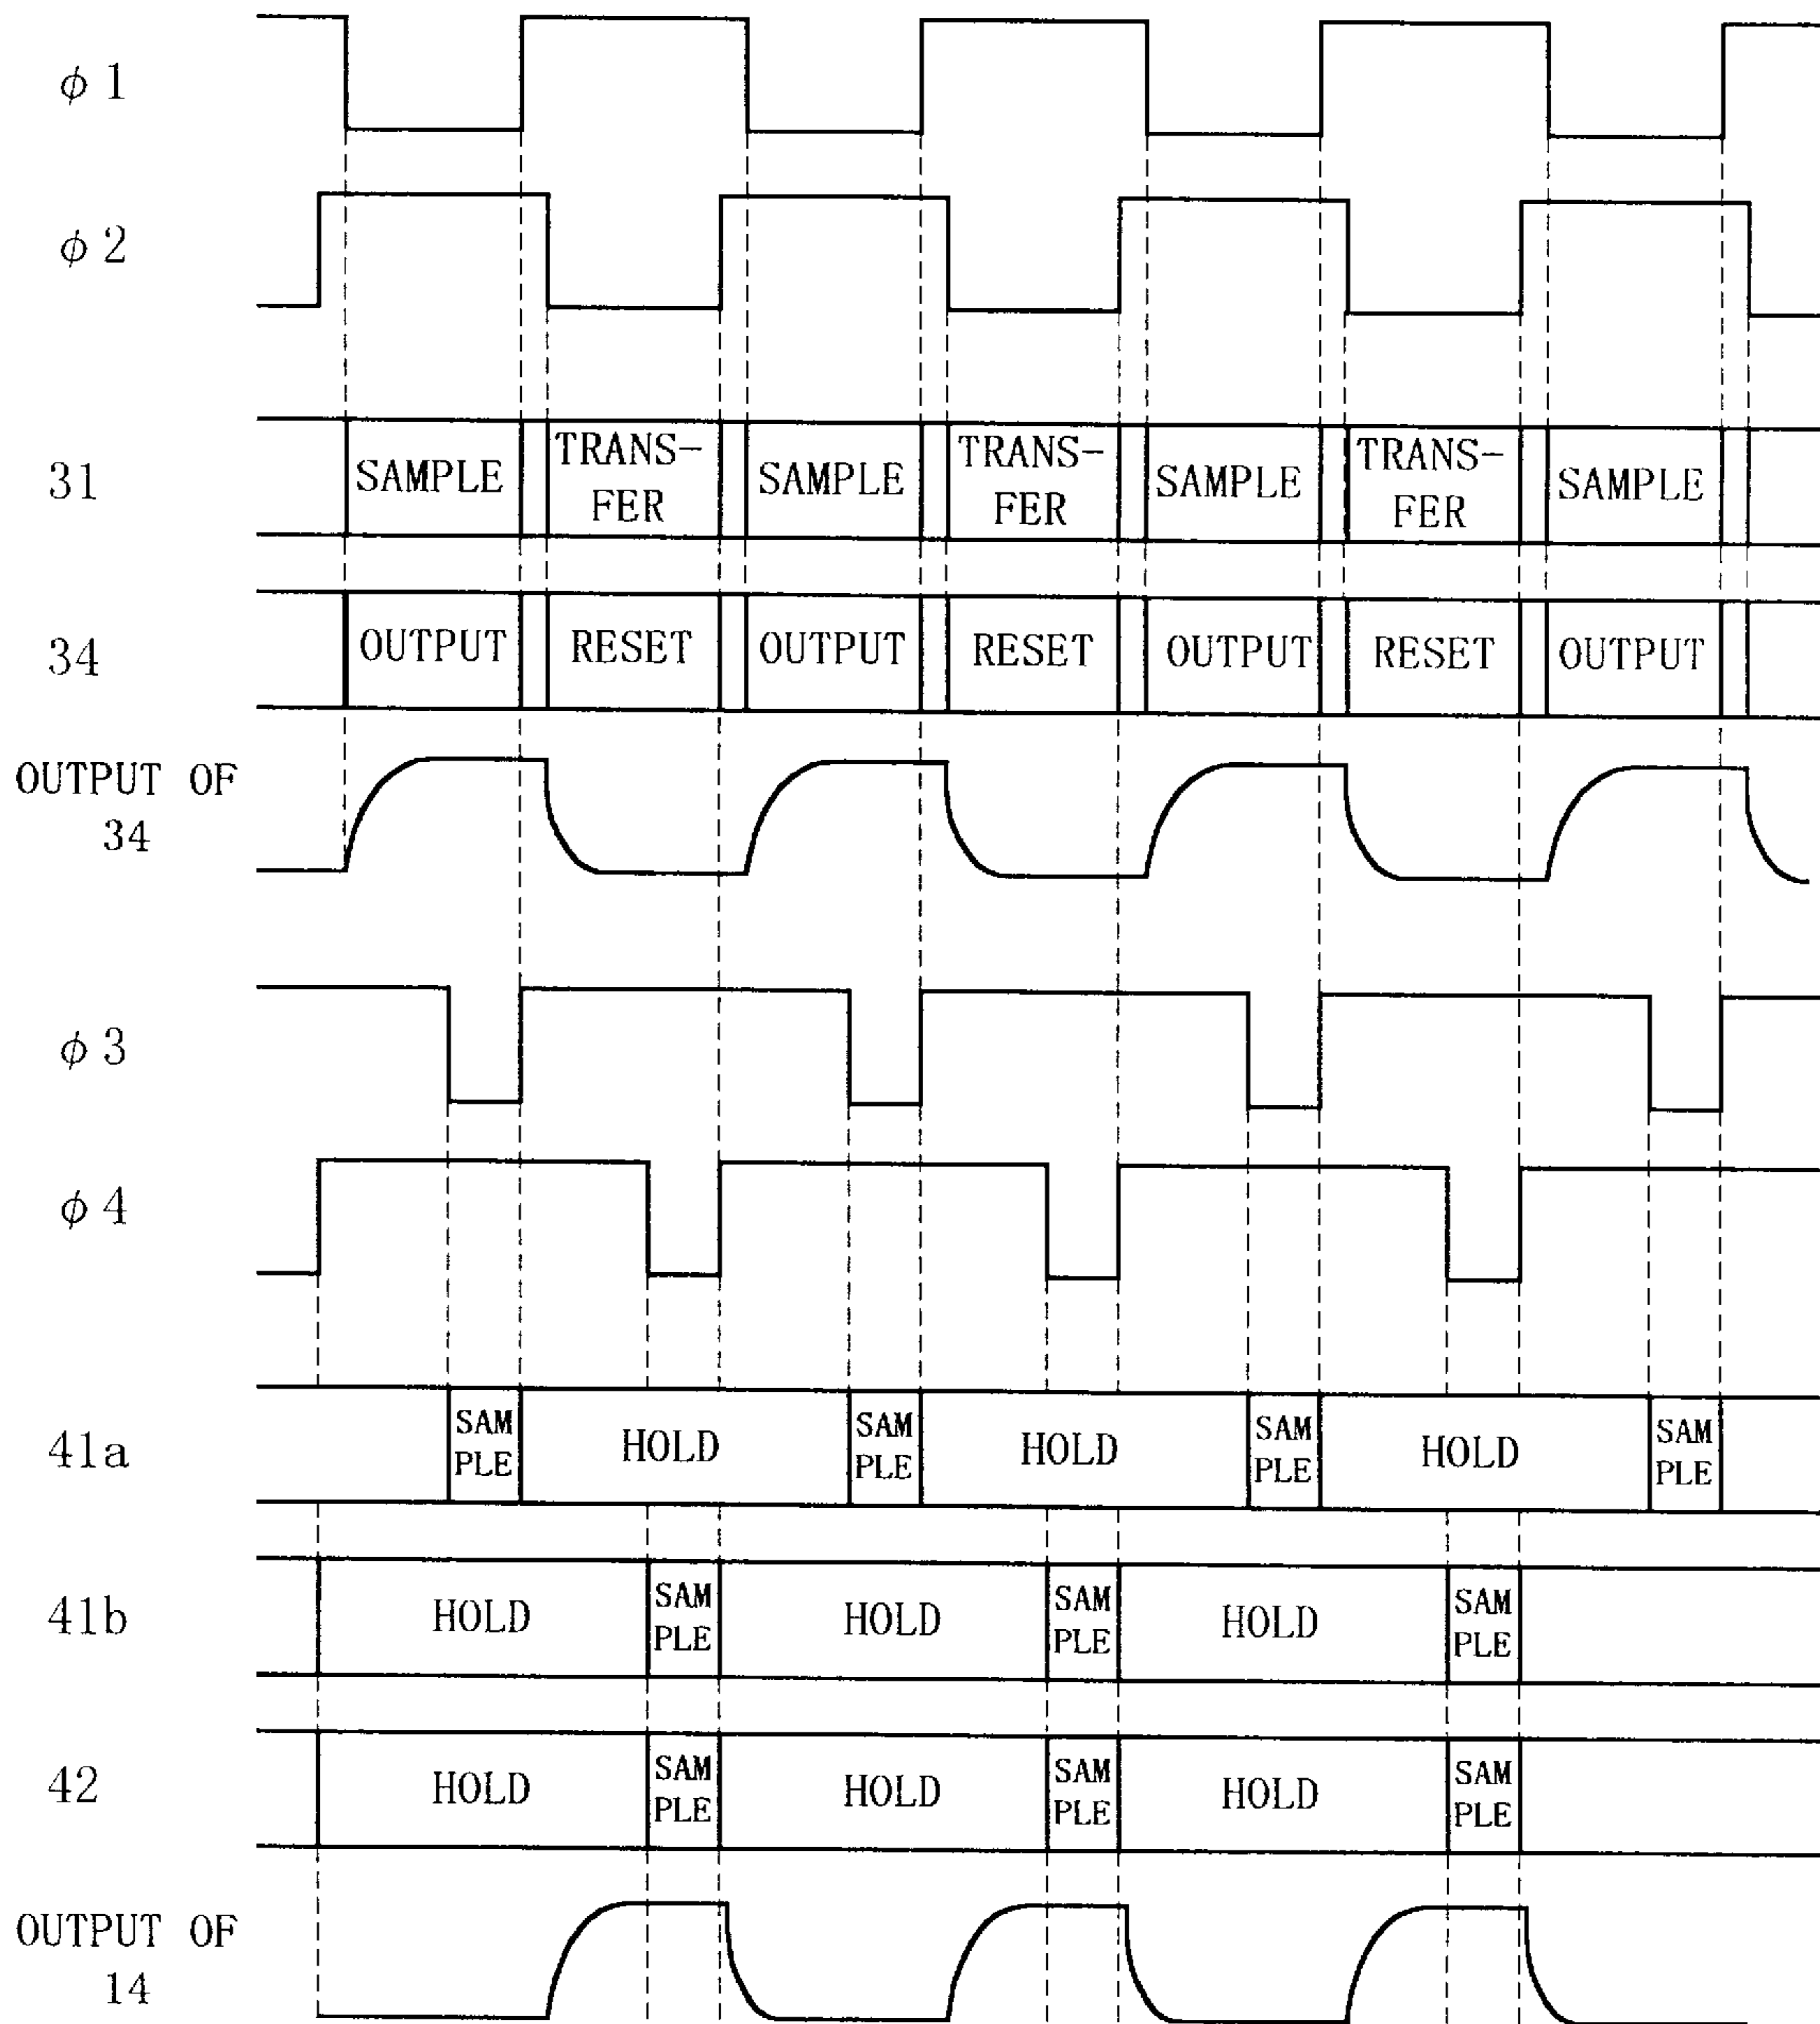 φ1
φ2
31
SAMPLE
TRANS-
FER
SAMPLE
TRANS-
FER
SAMPLE
TRANS-
FER
SAMPLE
34
OUTPUT
RESET
OUTPUT
RESET
OUTPUT
RESET
OUTPUT
OUTPUT OF
34
φ3
φ4
41a
SAM
PLE
HOLD
SAM
PLE
HOLD
SAM
PLE
HOLD
SAM
PLE
41b
HOLD
SAM
PLE
HOLD
SAM
PLE
HOLD
SAM
PLE
42
HOLD
SAM
PLE
HOLD
SAM
PLE
HOLD
SAM
PLE
OUTPUT OF
14